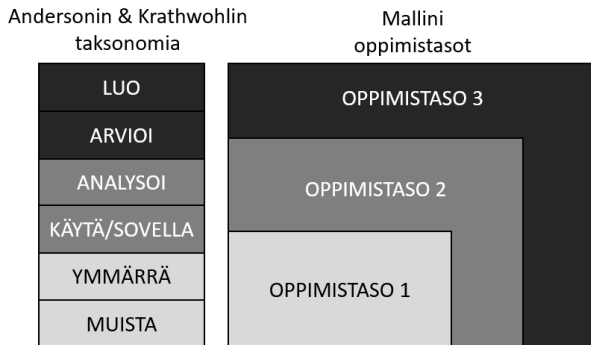 Andersonin & Krathwohlin
taksonomia
LUO
ARVIOI
ANALYSOI
KÄYTÄ/SOVELLA
YMMÄRRÄ
MUISTA
Mallini
oppimistasot
OPPIMISTASO 3
OPPIMISTASO 2
OPPIMISTASO 1